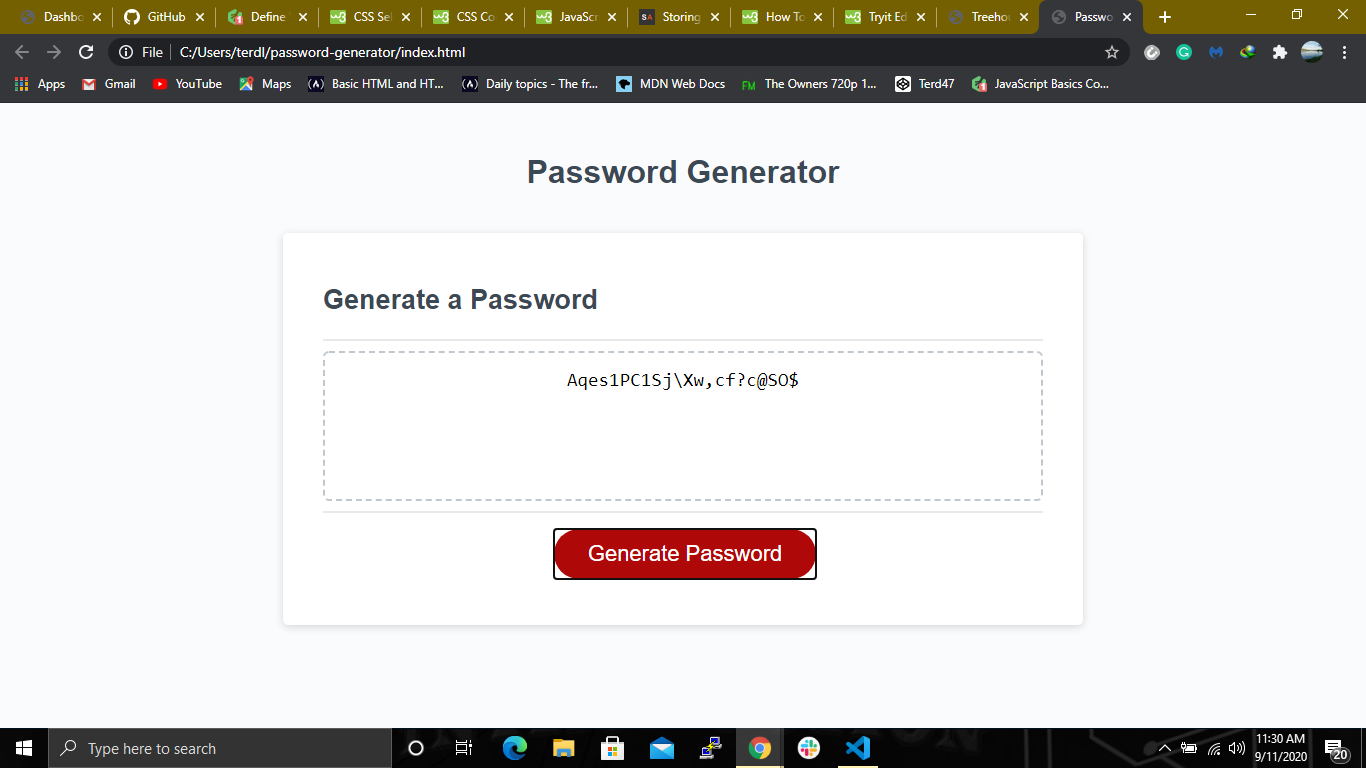 Dashbo GitHub Define CSS Sel CSS Co JavaScr Storing How To Tryit Ed Treehou Passwo
File C:/Users/terdl/password-generator/index.html
Apps Gmail YouTube Maps Basic HTML and HT... Daily topics - The fr... MDN Web Docs FM The Owners 720p 1... Terd47 JavaScript Basics Co...
Password Generator
Generate a Password
Aqes1PC1Sj\Xw,cf?c@SO$
Generate Password
Type here to search
11:30 AM
9/11/2020
20